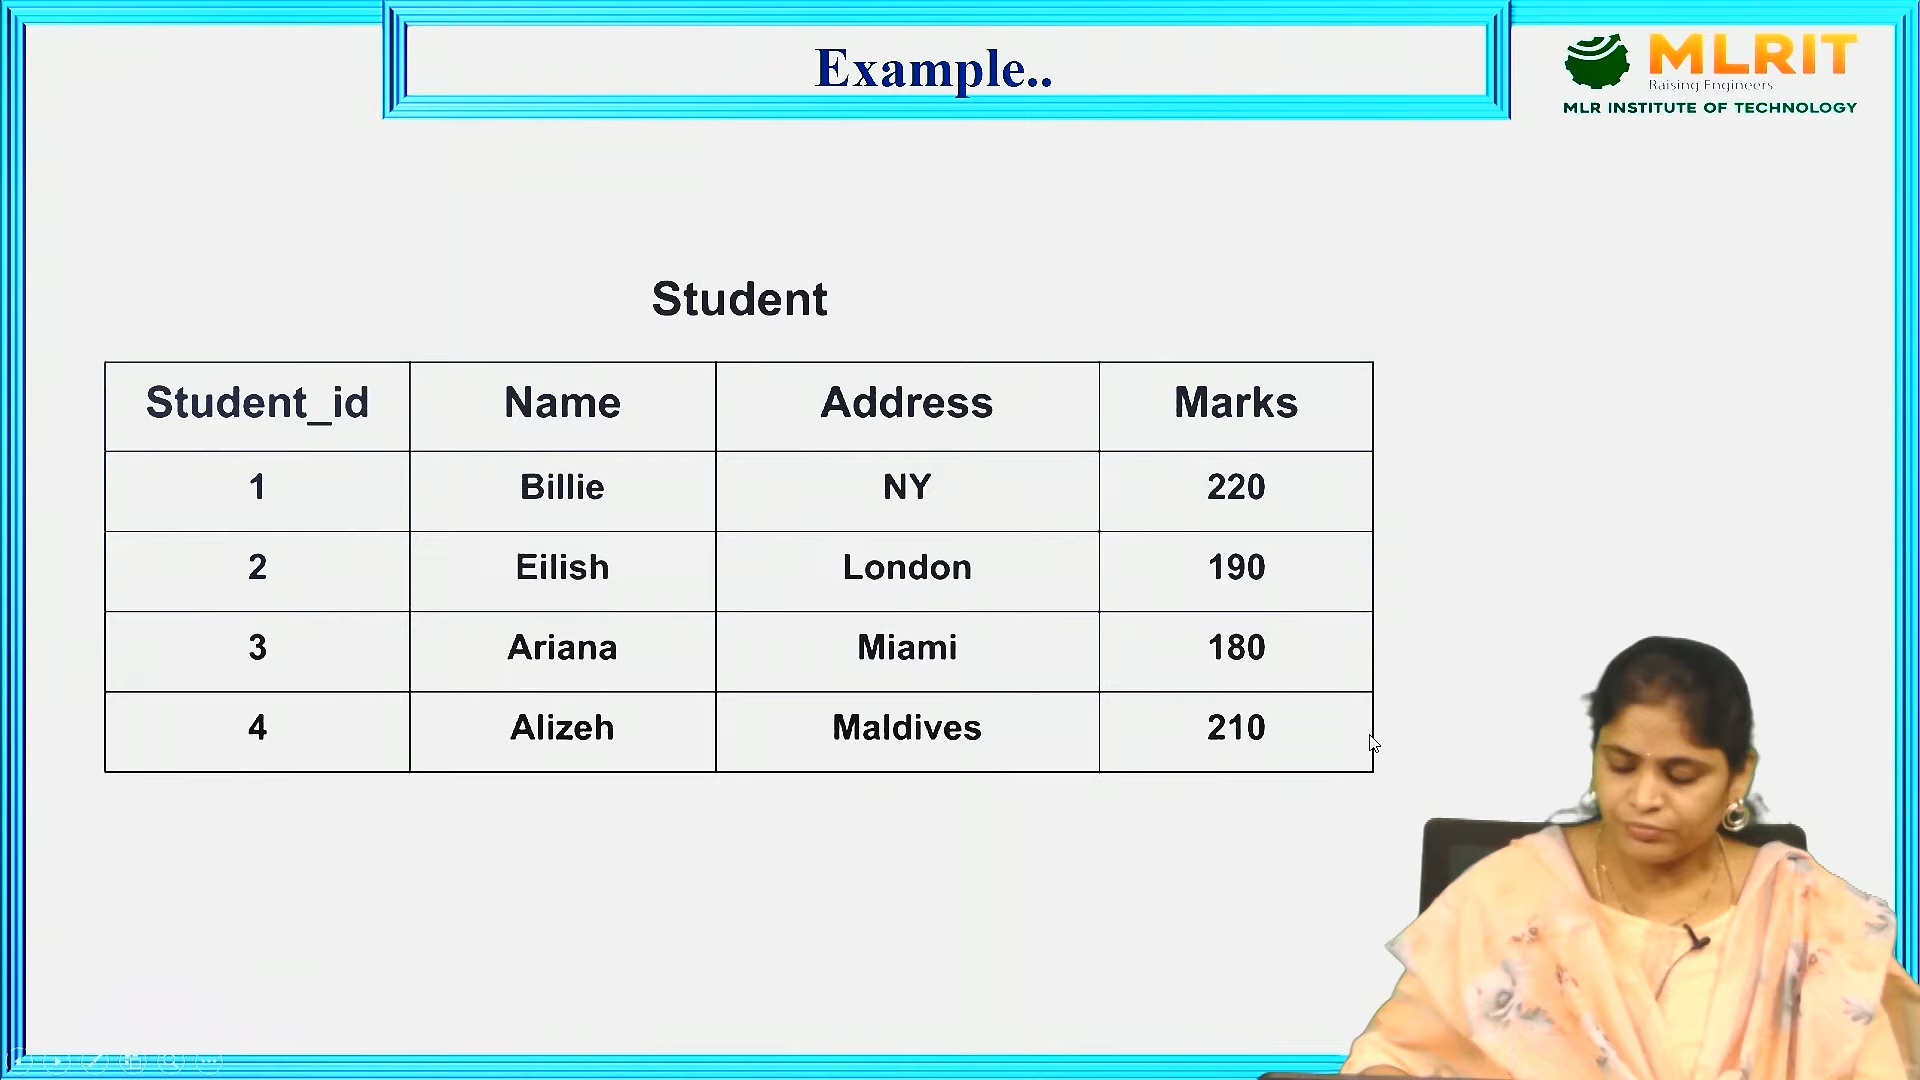 Example..
MLRIT
Raising Engineers
MLR INSTITUTE OF TECHNOLOGY
Student
Student_id Name Address Marks
1 Billie NY 220
2 Eilish London 190
3 Ariana Miami 180
4 Alizeh Maldives 210